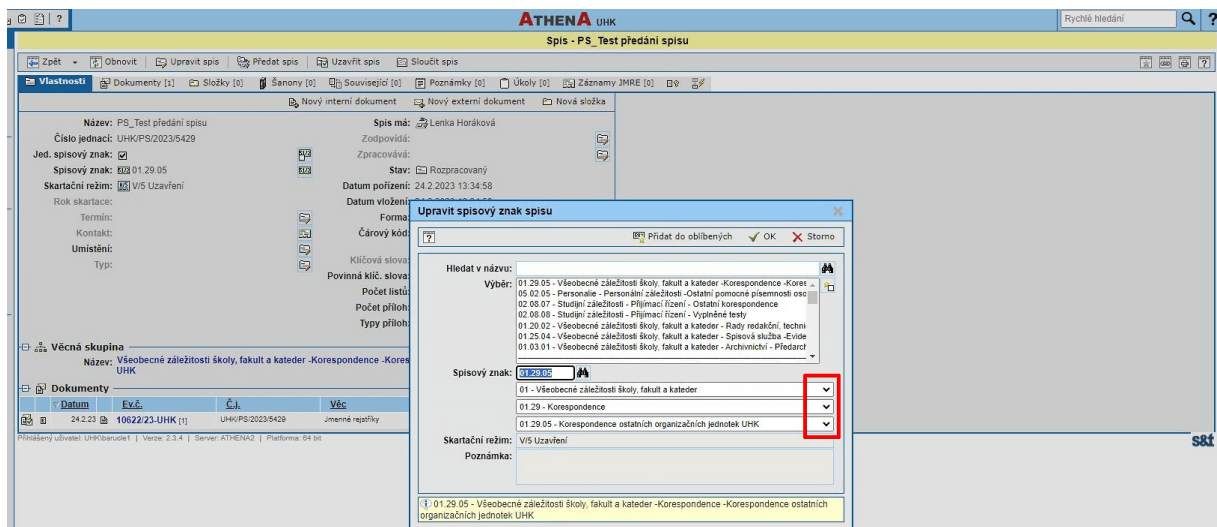 ATHENA UHK
Rychlé hledání
Spis - PS_Test předání spisu
Zpět Obnovit Upravit spis Předat spis Uzavřít spis Sloučit spis
Vlastnosti Dokumenty [1] Složky [0] Šanony [0] Související [0] Poznámky [0] Úkoly [0] Záznamy JMRE [0]
Nový interní dokument Nový externí dokument Nová složka
Název: PS_Test předání spisu Spis má: Lenka Horáková
Číslo jednací: UHK/PS/2023/5429 Zodpovídá:
Jed. spisový znak: Zpracovává:
Spisový znak: 01.29.05 Stav: Rozpracovaný
Skartační režim: V/5 Uzavření Datum pořízení: 24.2.2023 13:34:58
Rok skartace: Datum vložení:
Termín: Forma:
Kontakt: Čárový kód:
Umístění:
Typ: Klíčová slova:
Povinná klíč. slova:
Počet listů:
Počet příloh:
Typy příloh:
Věcná skupina
Název: Všeobecné záležitosti školy, fakult a kateder -Korespondence -Kores
UHK
Dokumenty
Datum Ev.č. Č.j. Věc
24.2.23 10622/23-UHK [1] UHK/PS/2023/5429 Jmenné rejstříky
Přihlášený uživatel: UHK\barucle1 | Verze: 2.3.4 | Server: ATHENA2 | Platforma: 64 bit
s&t
Upravit spisový znak spisu
Přidat do oblíbených OK Storno
Hledat v názvu:
Výběr: 01.29.05 - Všeobecné záležitosti školy, fakult a kateder -Korespondence -Kores
05.02.05 - Personalie - Personální záležitosti -Ostatní pomocné písemnosti oso
02.08.07 - Studijní záležitosti - Přijímací řízení - Ostatní korespondence
02.08.08 - Studijní záležitosti - Přijímací řízení - Vyplněné testy
01.20.02 - Všeobecné záležitosti školy, fakult a kateder - Rady redakční, techni
01.25.04 - Všeobecné záležitosti školy, fakult a kateder - Spisová služba -Evide
01.03.01 - Všeobecné záležitosti školy, fakult a kateder - Archivnictví - Předarch
Spisový znak: 01.29.05
01 - Všeobecné záležitosti školy, fakult a kateder
01.29 - Korespondence
01.29.05 - Korespondence ostatních organizačních jednotek UHK
Skartační režim: V/5 Uzavření
Poznámka:
01.29.05 - Všeobecné záležitosti školy, fakult a kateder -Korespondence -Korespondence ostatních
organizačních jednotek UHK